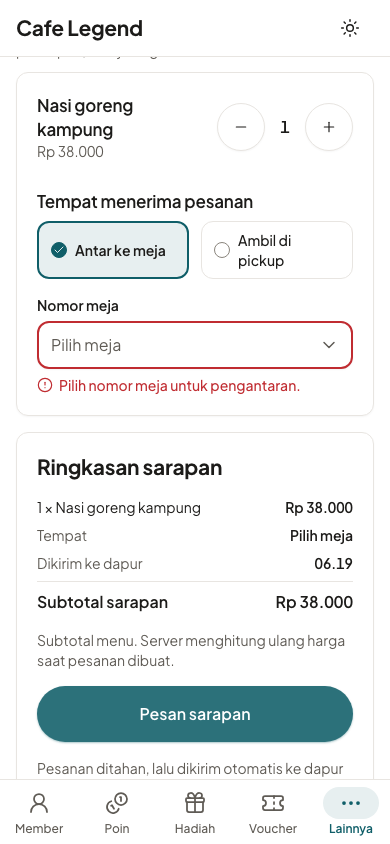 Cafe Legend
Nasi goreng
kampung
Rp 38.000
1
Tempat menerima pesanan
Antar ke meja
Ambil di
pickup
Nomor meja
Pilih meja
Pilih nomor meja untuk pengantaran.
Ringkasan sarapan
1 × Nasi goreng kampung Rp 38.000
Tempat Pilih meja
Dikirim ke dapur 06.19
Subtotal sarapan Rp 38.000
Subtotal menu. Server menghitung ulang harga
saat pesanan dibuat.
Pesan sarapan
Pesanan ditahan, lalu dikirim otomatis ke dapur
Member Poin Hadiah Voucher Lainnya